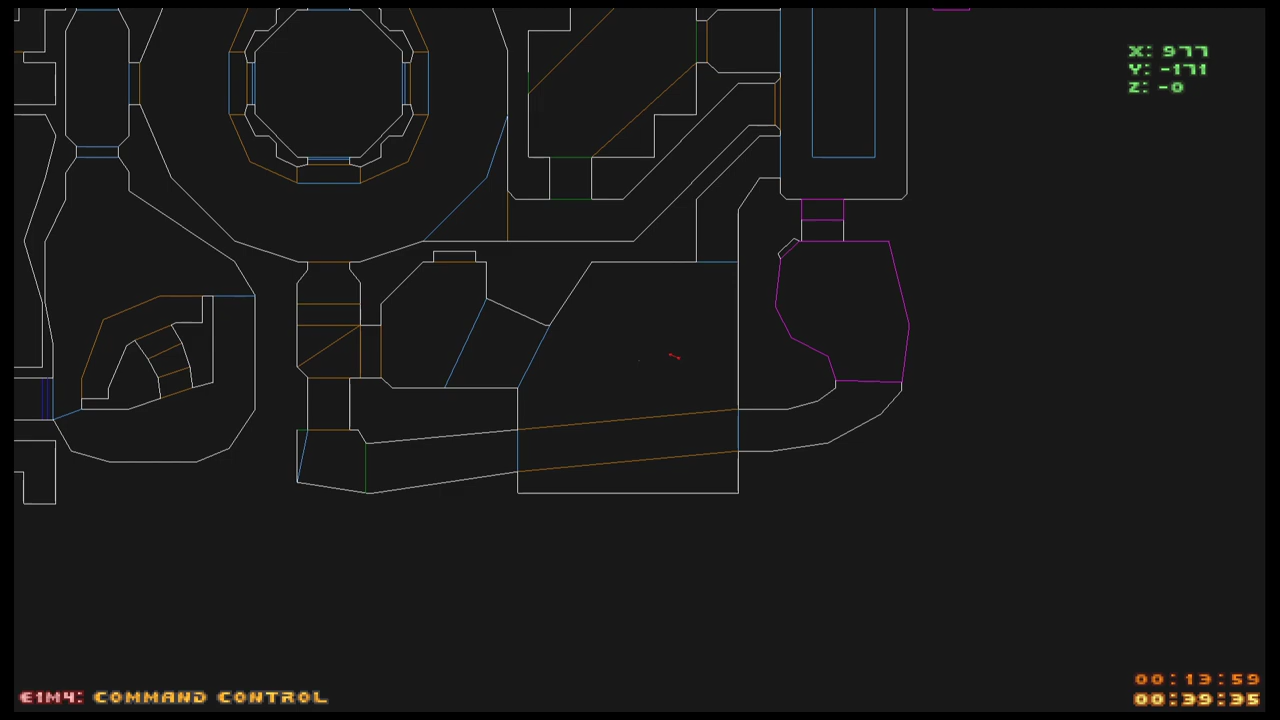 X: 977
Y: -171
Z: -0
E1M4: COMMAND CONTROL
00:13:59
00:39:35